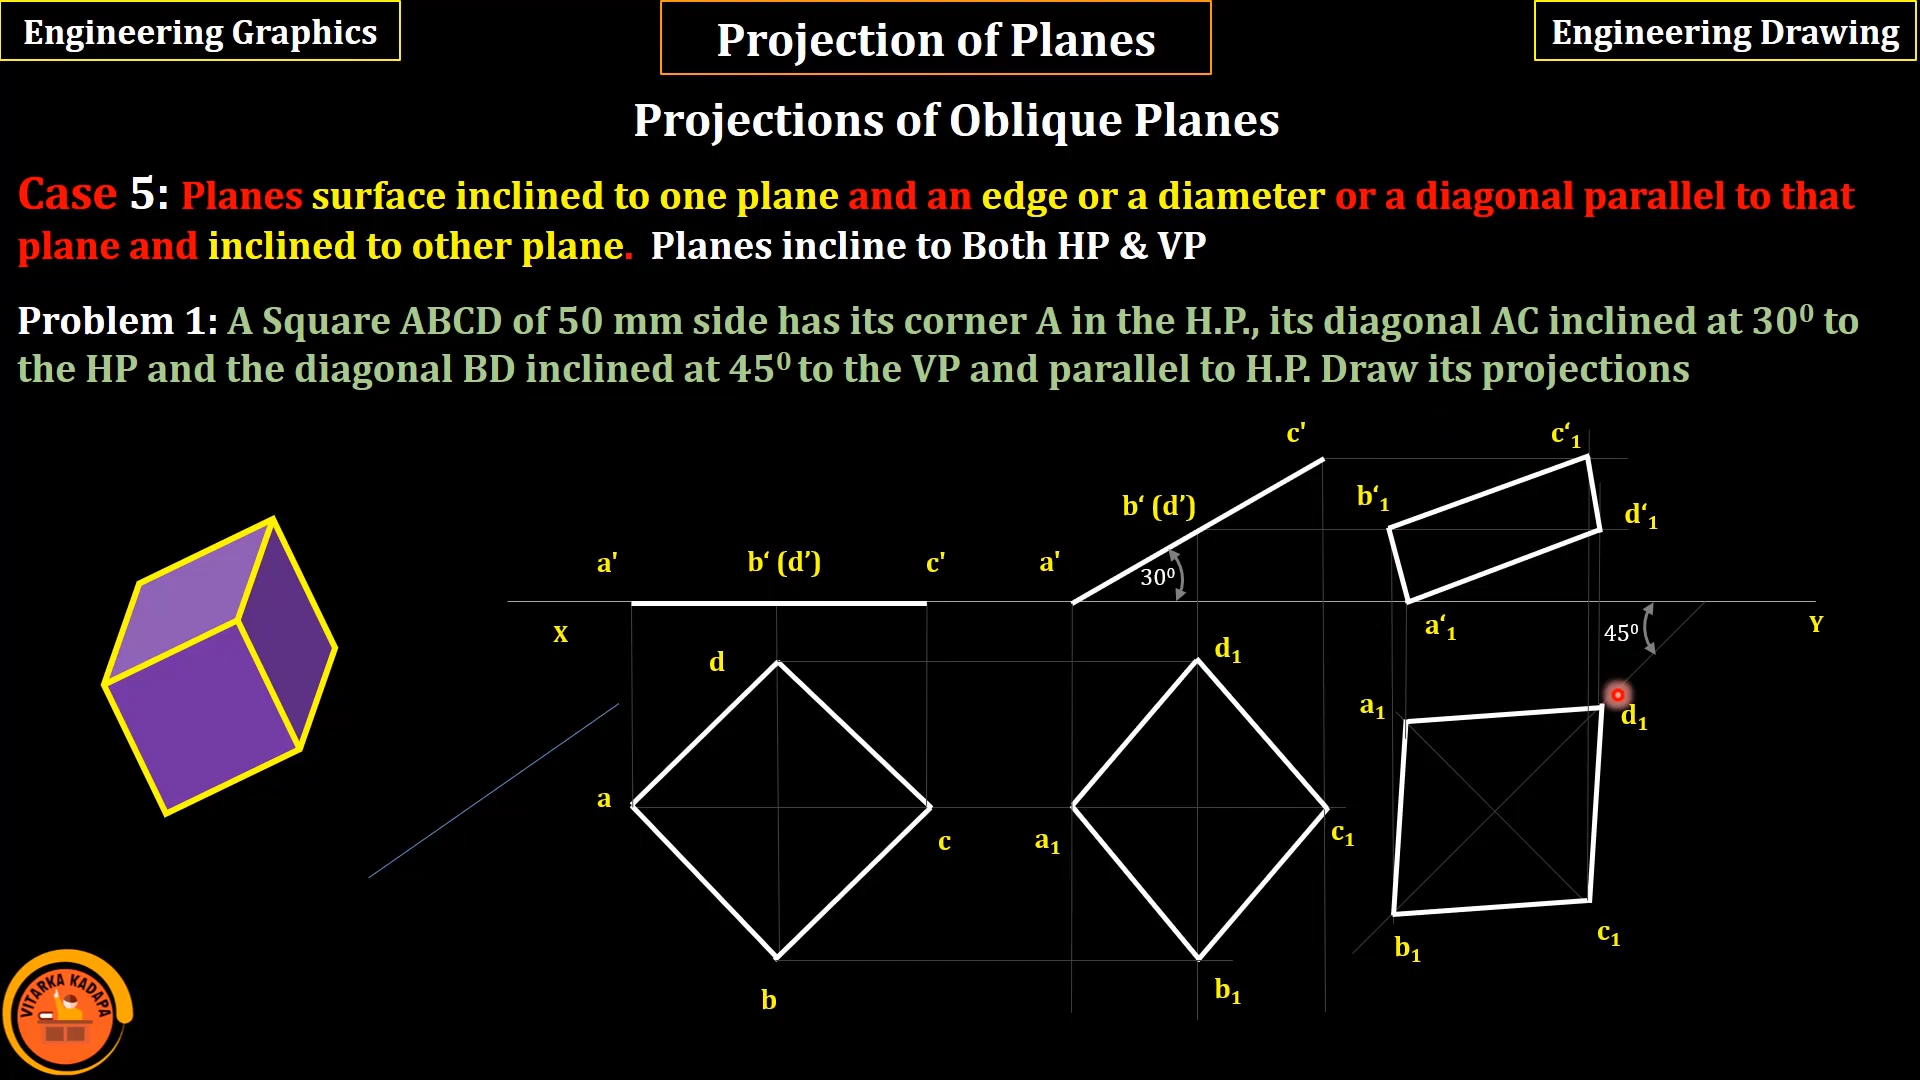 Engineering Graphics
Projection of Planes
Engineering Drawing
Projections of Oblique Planes
Case 5: Planes surface inclined to one plane and an edge or a diameter or a diagonal parallel to that
plane and inclined to other plane. Planes incline to Both HP & VP
Problem 1: A Square ABCD of 50 mm side has its corner A in the H.P., its diagonal AC inclined at 30⁰ to
the HP and the diagonal BD inclined at 45⁰ to the VP and parallel to H.P. Draw its projections
c'
c‘₁
b‘ (d’)
b‘₁
d‘₁
a'
b‘ (d’)
c'
a'
30⁰
X
a‘₁
45⁰
Y
d
d₁
a₁
d₁
a
c
a₁
c₁
b₁
c₁
b
b₁
VITARKA KADAPA